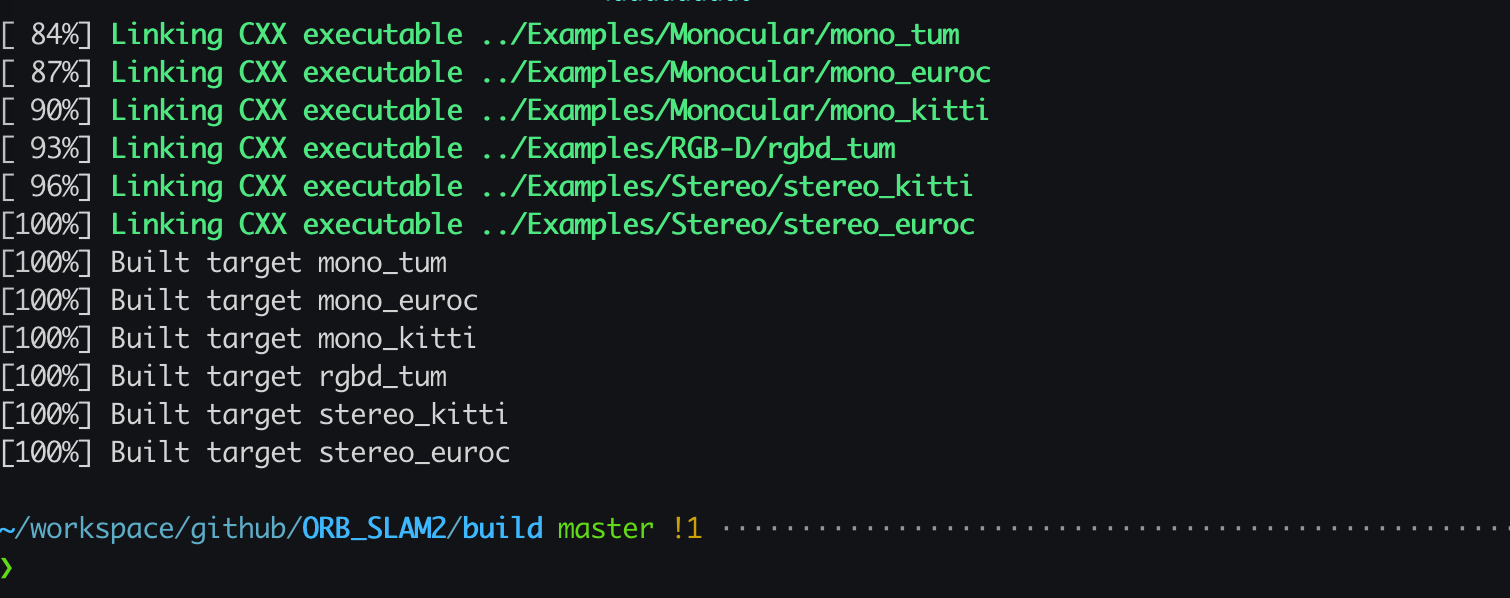 [ 84%] Linking CXX executable ../Examples/Monocular/mono_tum
[ 87%] Linking CXX executable ../Examples/Monocular/mono_euroc
[ 90%] Linking CXX executable ../Examples/Monocular/mono_kitti
[ 93%] Linking CXX executable ../Examples/RGB-D/rgbd_tum
[ 96%] Linking CXX executable ../Examples/Stereo/stereo_kitti
[100%] Linking CXX executable ../Examples/Stereo/stereo_euroc
[100%] Built target mono_tum
[100%] Built target mono_euroc
[100%] Built target mono_kitti
[100%] Built target rgbd_tum
[100%] Built target stereo_kitti
[100%] Built target stereo_euroc
~/workspace/github/ORB_SLAM2/build master !1 ··················································
❯